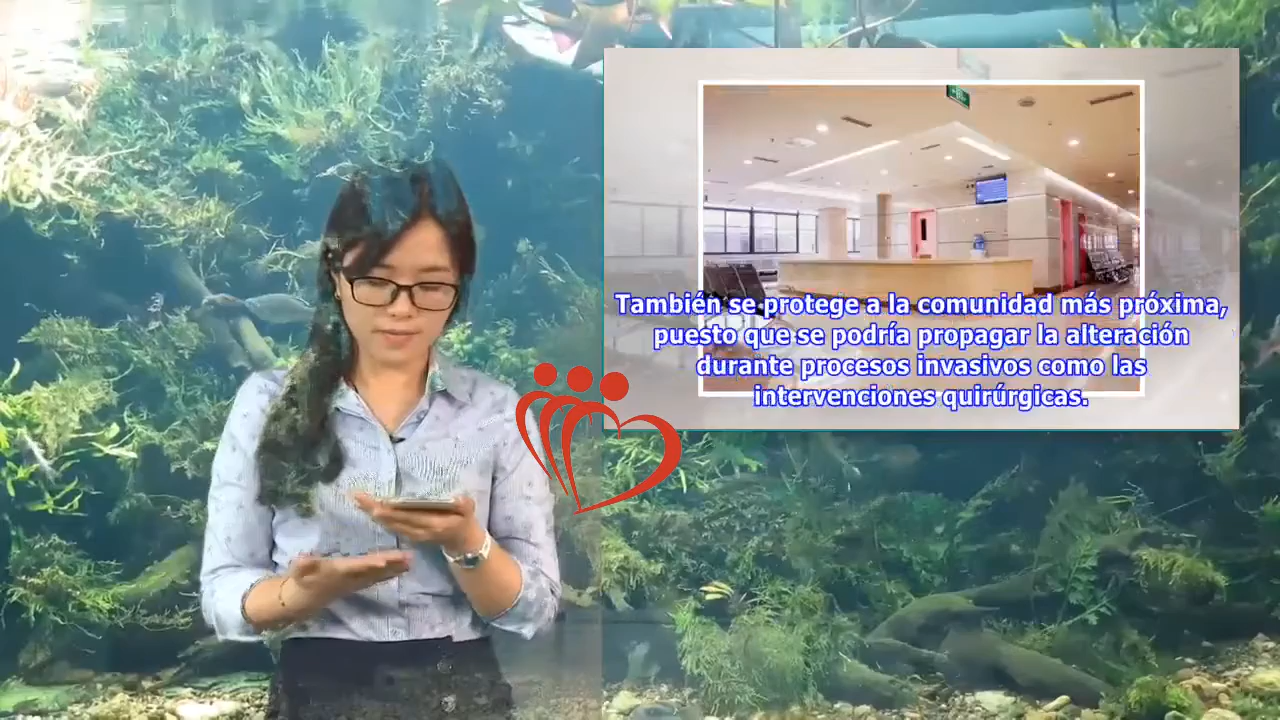 También se protege a la comunidad más próxima,
puesto que se podría propagar la alteración
durante procesos invasivos como las
intervenciones quirúrgicas.